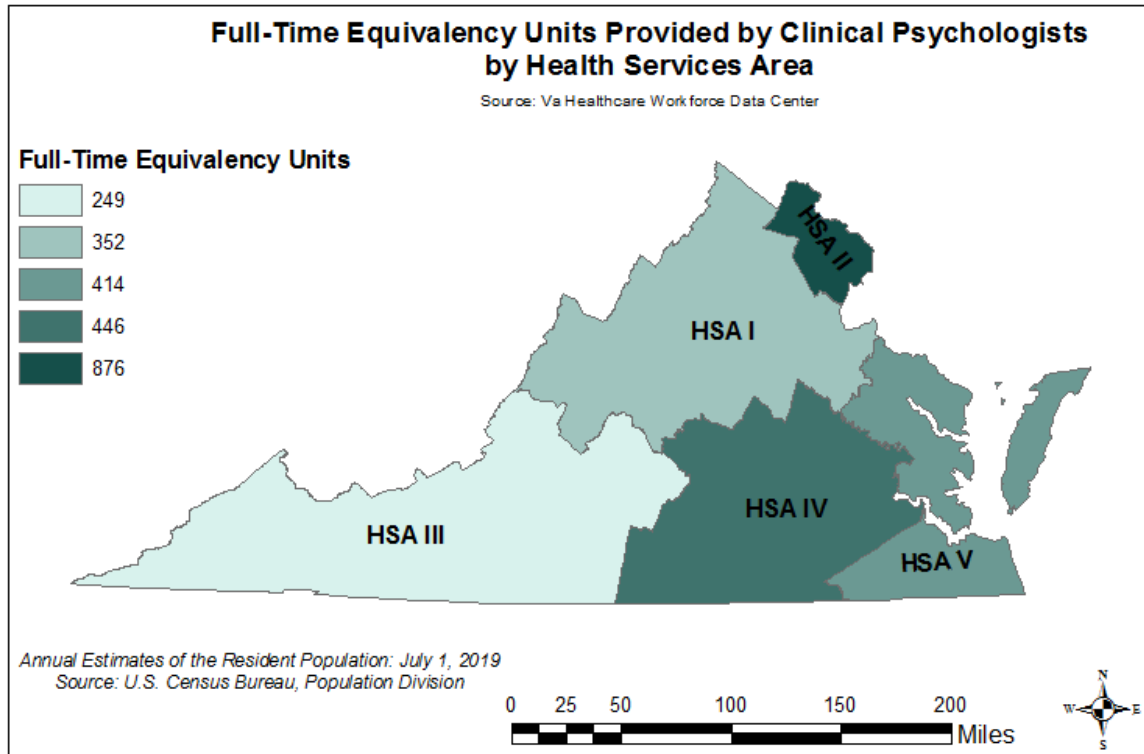 Full-Time Equivalency Units Provided by Clinical Psychologists
by Health Services Area
Source: Va Healthcare Workforce Data Center
Full-Time Equivalency Units
249
352
414
446
876
HSA II
HSA I
HSA III
HSA IV
HSA V
Annual Estimates of the Resident Population: July 1, 2019
Source: U.S. Census Bureau, Population Division
0 25 50 100 150 200
Miles
N
W E
S